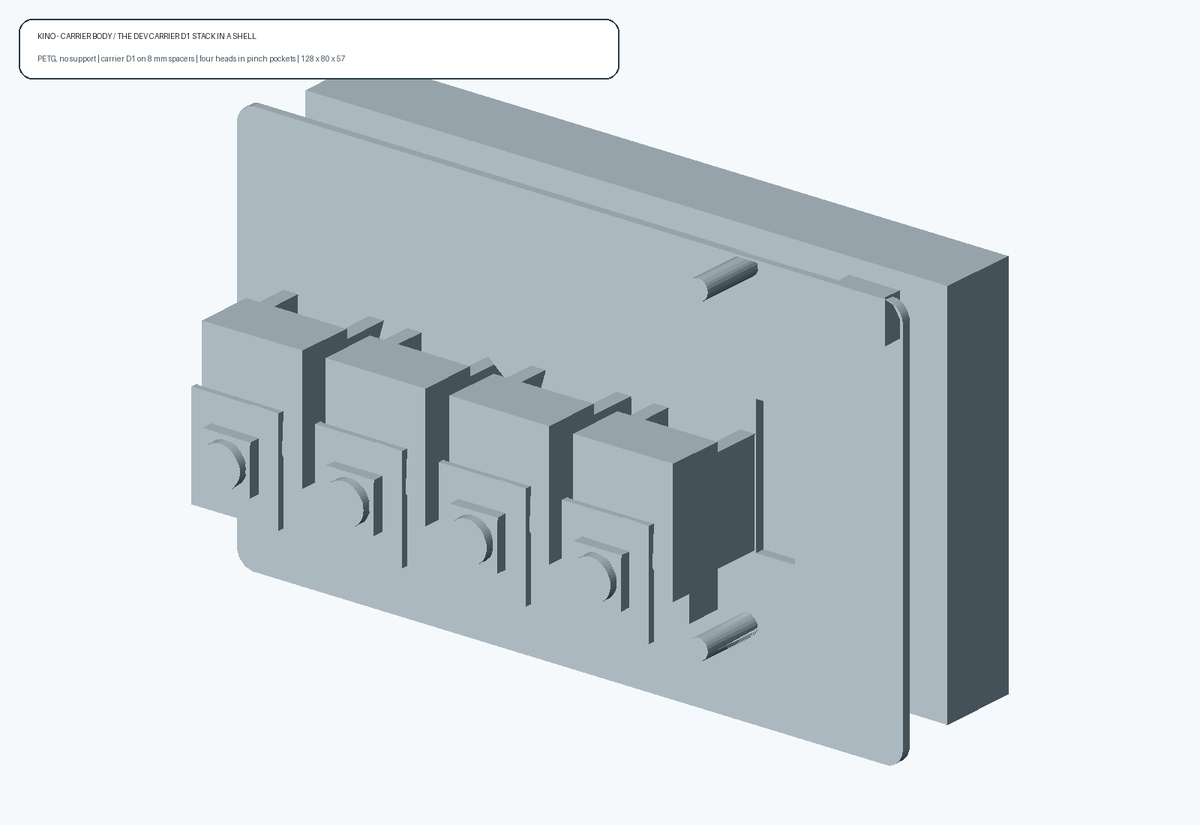 KINO - CARRIER BODY / THE DEV CARRIER D1 STACK IN A SHELL
PETG, no support | carrier D1 on 8 mm spacers | four heads in pinch pockets | 128 x 80 x 57